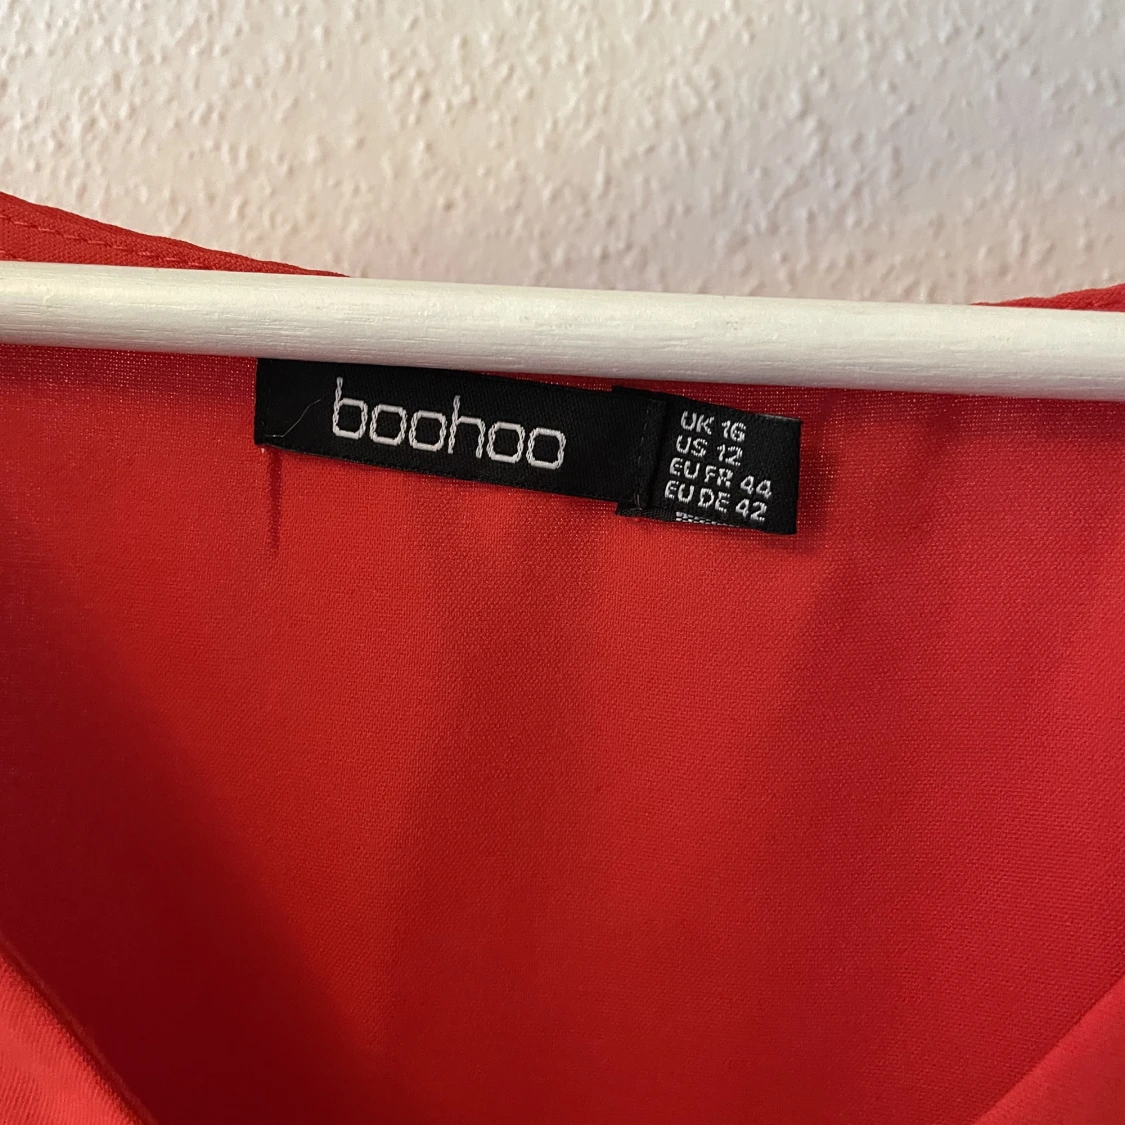 boohoo
UK 16
US 12
EU FR 44
EU DE 42